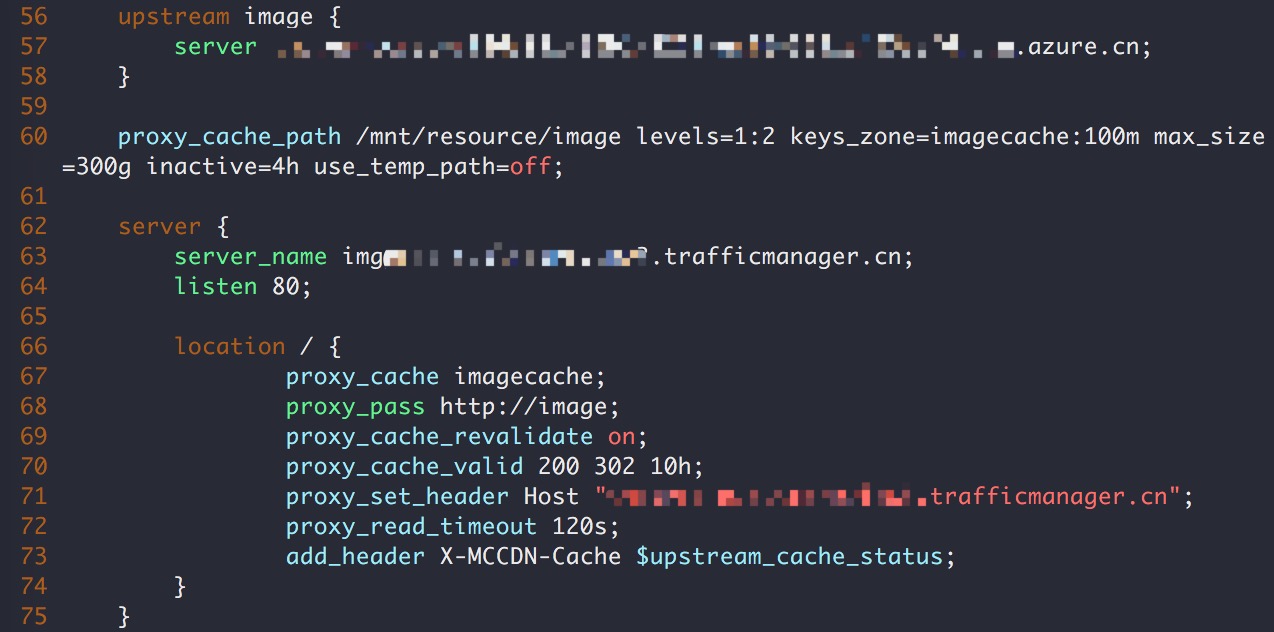 56 upstream image {
57 server .azure.cn;
58 }
59
60 proxy_cache_path /mnt/resource/image levels=1:2 keys_zone=imagecache:100m max_size
=300g inactive=4h use_temp_path=off;
61
62 server {
63 server_name img .trafficmanager.cn;
64 listen 80;
65
66 location / {
67 proxy_cache imagecache;
68 proxy_pass http://image;
69 proxy_cache_revalidate on;
70 proxy_cache_valid 200 302 10h;
71 proxy_set_header Host " .trafficmanager.cn";
72 proxy_read_timeout 120s;
73 add_header X-MCCDN-Cache $upstream_cache_status;
74 }
75 }